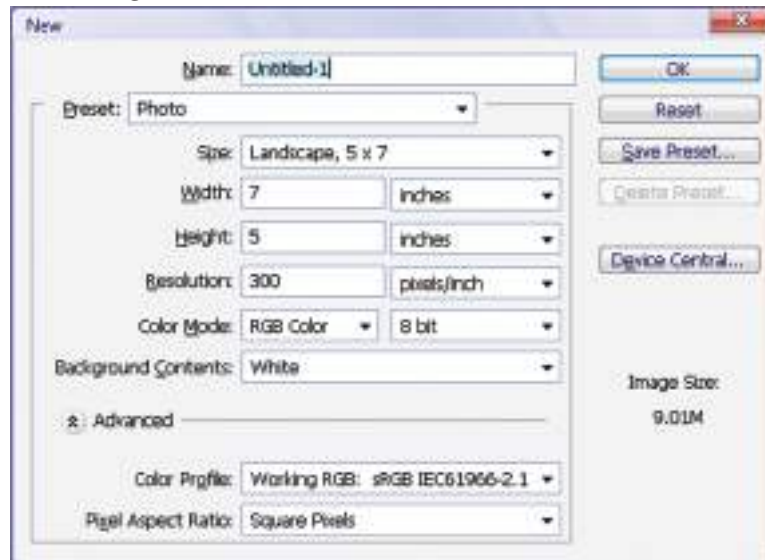 New
Name: Untitled-1
OK
Preset: Photo
Reset
Size: Landscape, 5 x 7
Save Preset...
Width: 7 inches
Delete Preset...
Height: 5 inches
Device Central...
Resolution: 300 pixels/inch
Color Mode: RGB Color 8 bit
Background Contents: White
Image Size:
9.01M
Advanced
Color Profile: Working RGB: sRGB IEC61966-2.1
Pixel Aspect Ratio: Square Pixels